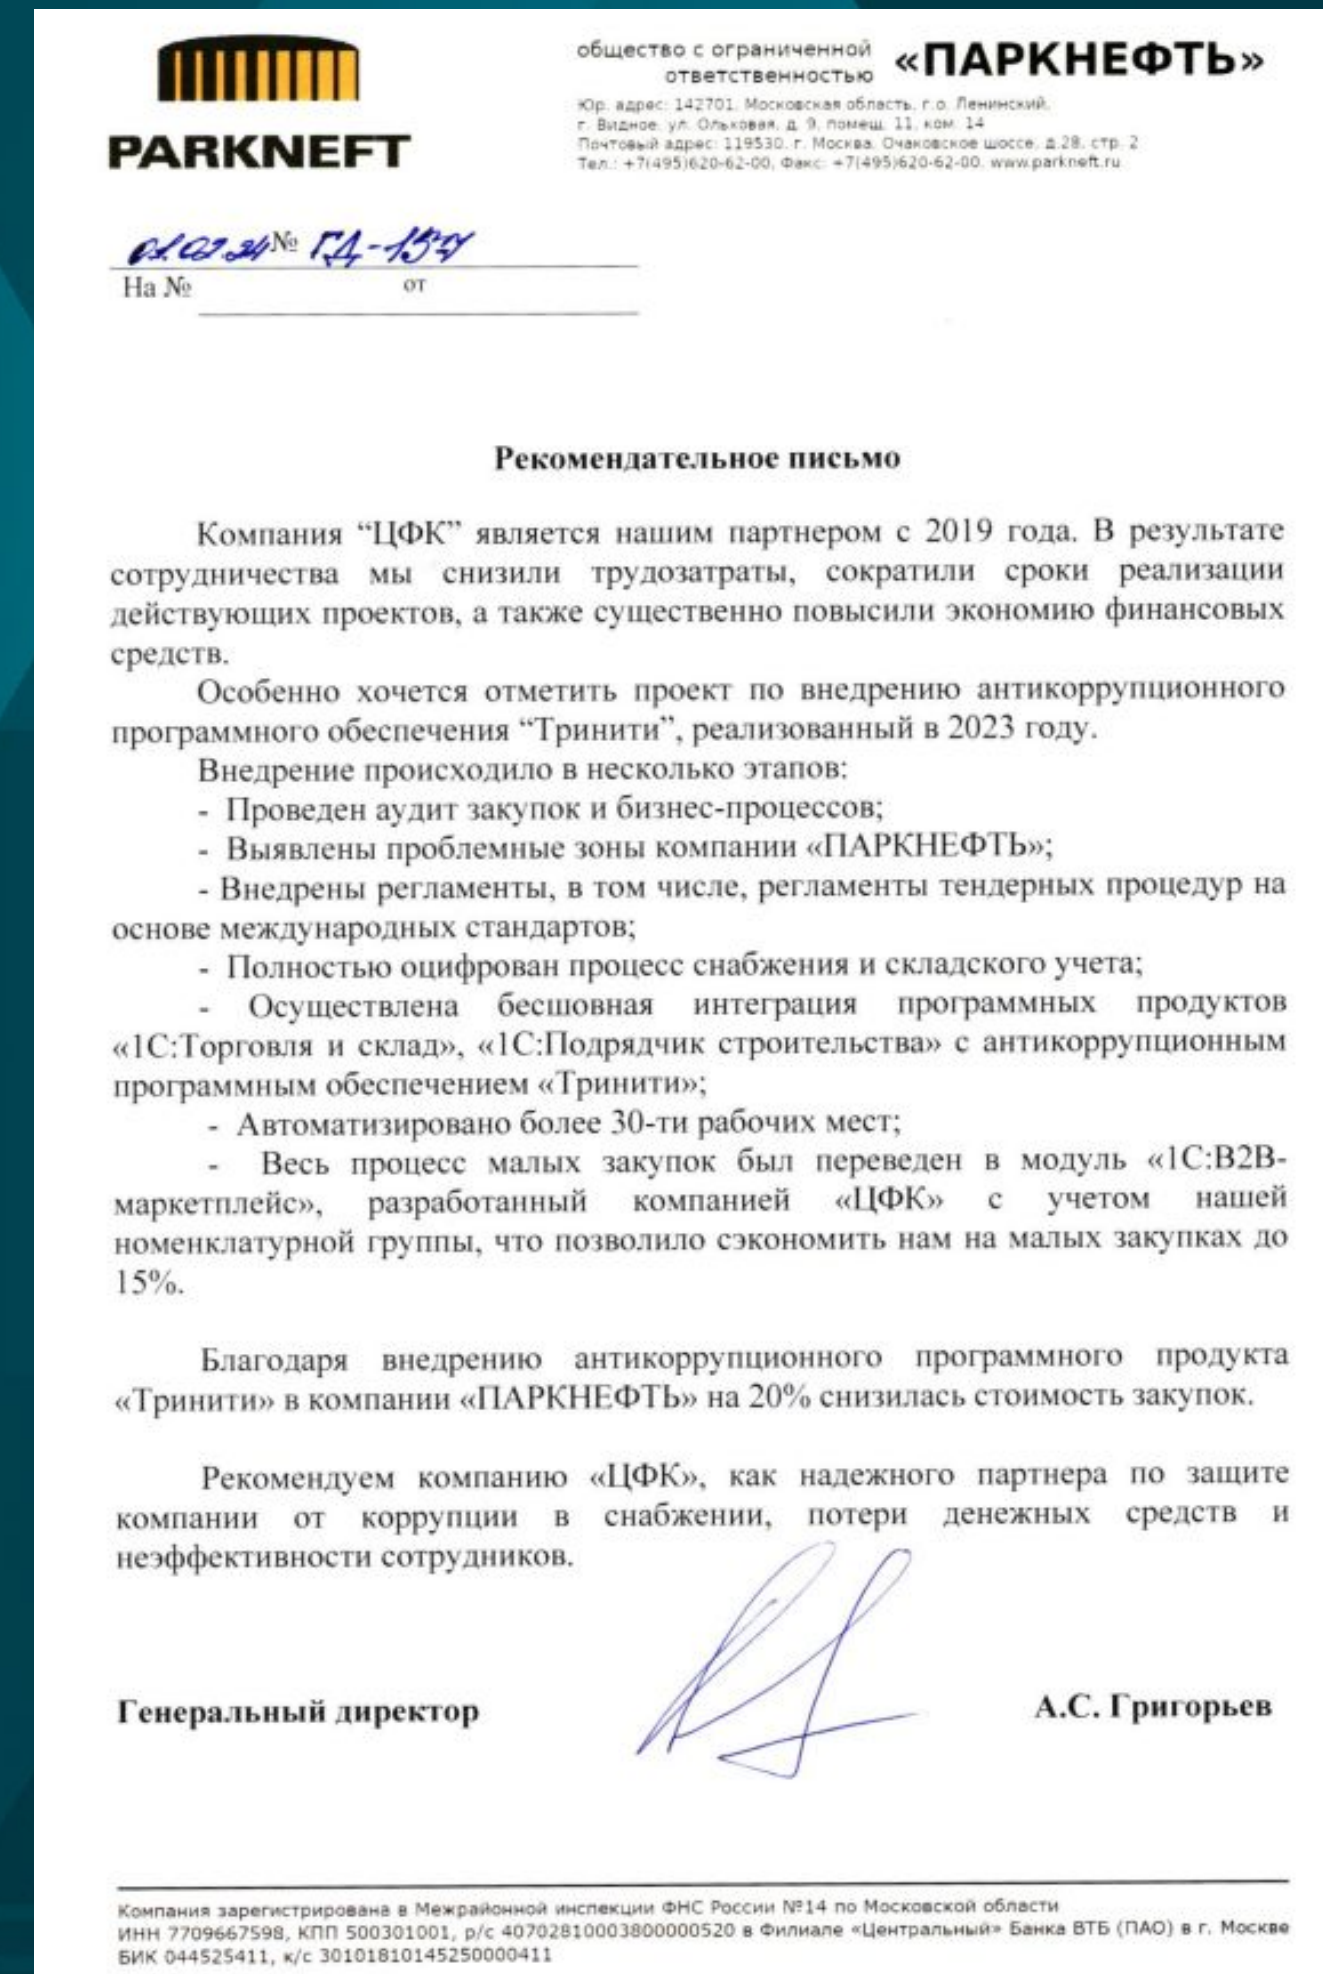 PARKNEFT
общество с ограниченной
ответственностью
«ПАРКНЕФТЬ»
Юр. адрес: 142701, Московская область, г.о. Ленинский,
г. Видное, ул. Ольховая, д. 9, помещ. 11, ком. 14
Почтовый адрес: 119530, г. Москва, Очаковское шоссе, д.28, стр. 2
Тел.: +7(495)620-62-00, Факс: +7(495)620-62-00, www.parkneft.ru
01.02.24 № ГД-157
На № от
Рекомендательное письмо
Компания “ЦФК” является нашим партнером с 2019 года. В результате
сотрудничества мы снизили трудозатраты, сократили сроки реализации
действующих проектов, а также существенно повысили экономию финансовых
средств.
Особенно хочется отметить проект по внедрению антикоррупционного
программного обеспечения “Тринити”, реализованный в 2023 году.
Внедрение происходило в несколько этапов:
- Проведен аудит закупок и бизнес-процессов;
- Выявлены проблемные зоны компании «ПАРКНЕФТЬ»;
- Внедрены регламенты, в том числе, регламенты тендерных процедур на
основе международных стандартов;
- Полностью оцифрован процесс снабжения и складского учета;
- Осуществлена бесшовная интеграция программных продуктов
«1С:Торговля и склад», «1С:Подрядчик строительства» с антикоррупционным
программным обеспечением «Тринити»;
- Автоматизировано более 30-ти рабочих мест;
- Весь процесс малых закупок был переведен в модуль «1С:B2B-
маркетплейс», разработанный компанией «ЦФК» с учетом нашей
номенклатурной группы, что позволило сэкономить нам на малых закупках до
15%.
Благодаря внедрению антикоррупционного программного продукта
«Тринити» в компании «ПАРКНЕФТЬ» на 20% снизилась стоимость закупок.
Рекомендуем компанию «ЦФК», как надежного партнера по защите
компании от коррупции в снабжении, потери денежных средств и
неэффективности сотрудников.
Генеральный директор
А.С. Григорьев
Компания зарегистрирована в Межрайонной инспекции ФНС России №14 по Московской области
ИНН 7709667598, КПП 500301001, р/с 40702810003800000520 в Филиале «Центральный» Банка ВТБ (ПАО) в г. Москве
БИК 044525411, к/с 30101810145250000411